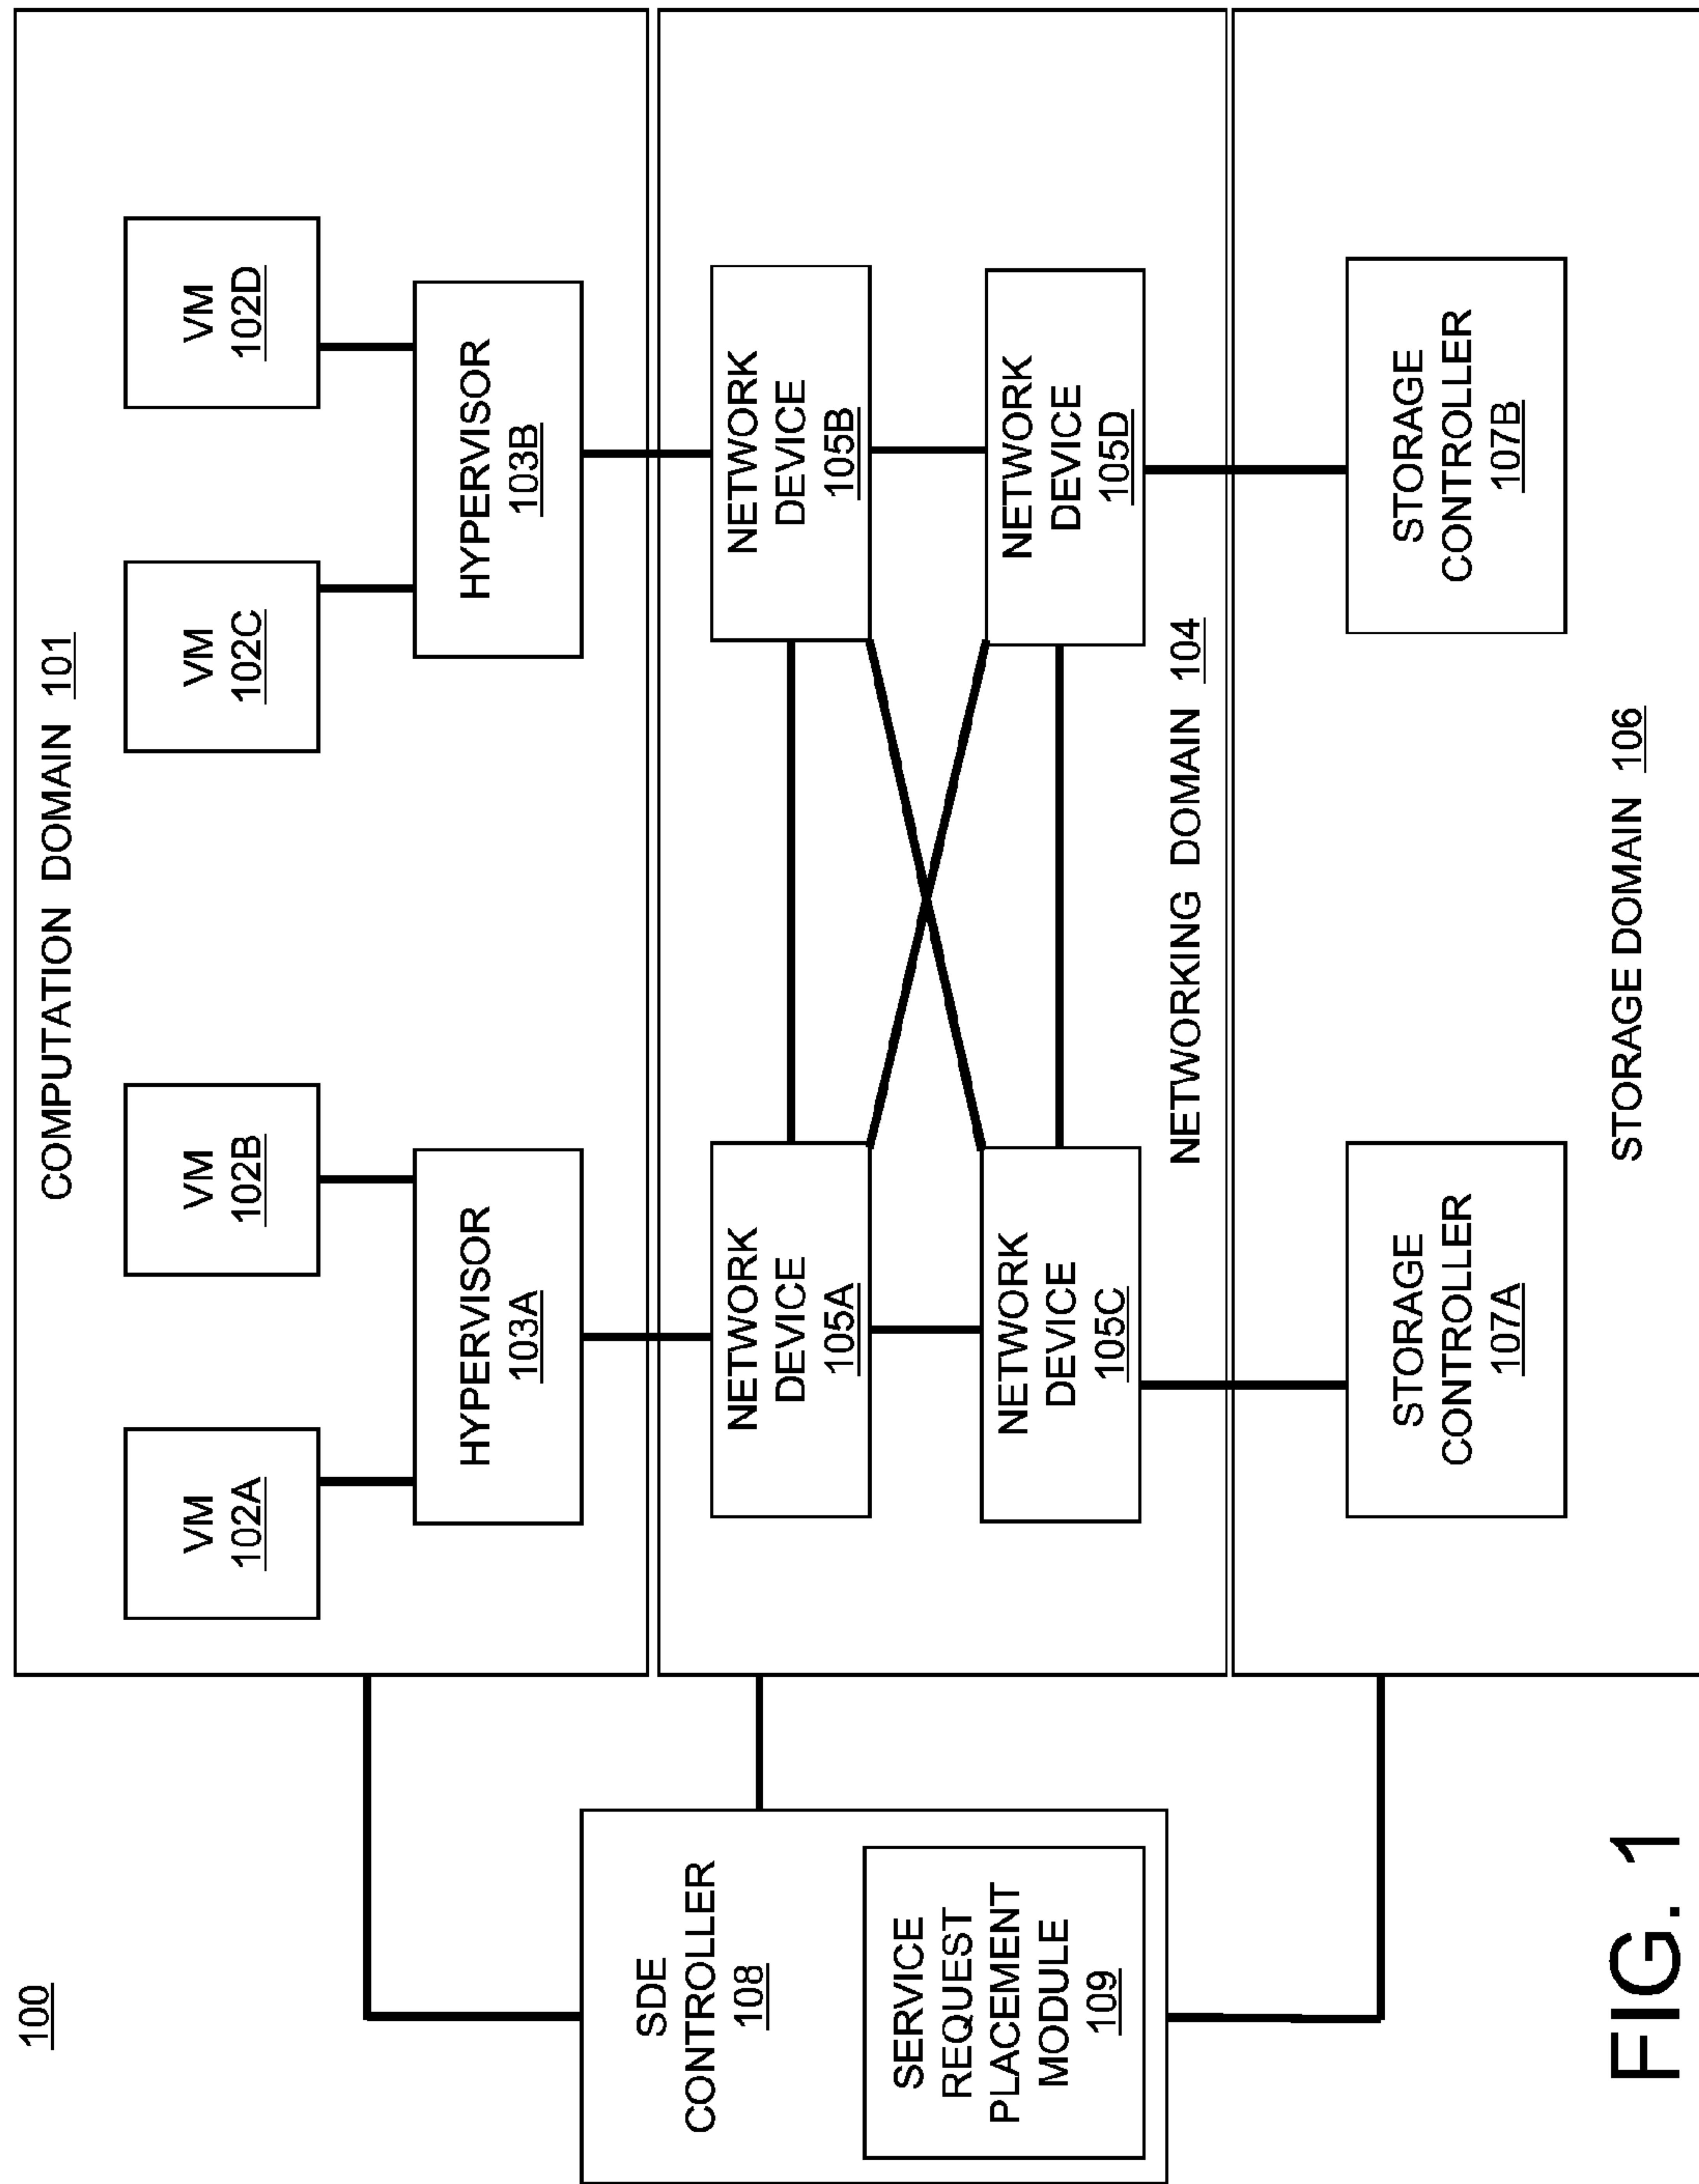 100
COMPUTATION DOMAIN 101
VM
102A
VM
102B
VM
102C
VM
102D
HYPERVISOR
103A
HYPERVISOR
103B
SDE
CONTROLLER
108
SERVICE
REQUEST
PLACEMENT
MODULE
109
NETWORK
DEVICE
105A
NETWORK
DEVICE
105B
NETWORK
DEVICE
105C
NETWORK
DEVICE
105D
NETWORKING DOMAIN 104
STORAGE
CONTROLLER
107A
STORAGE
CONTROLLER
107B
STORAGE DOMAIN 106
FIG. 1